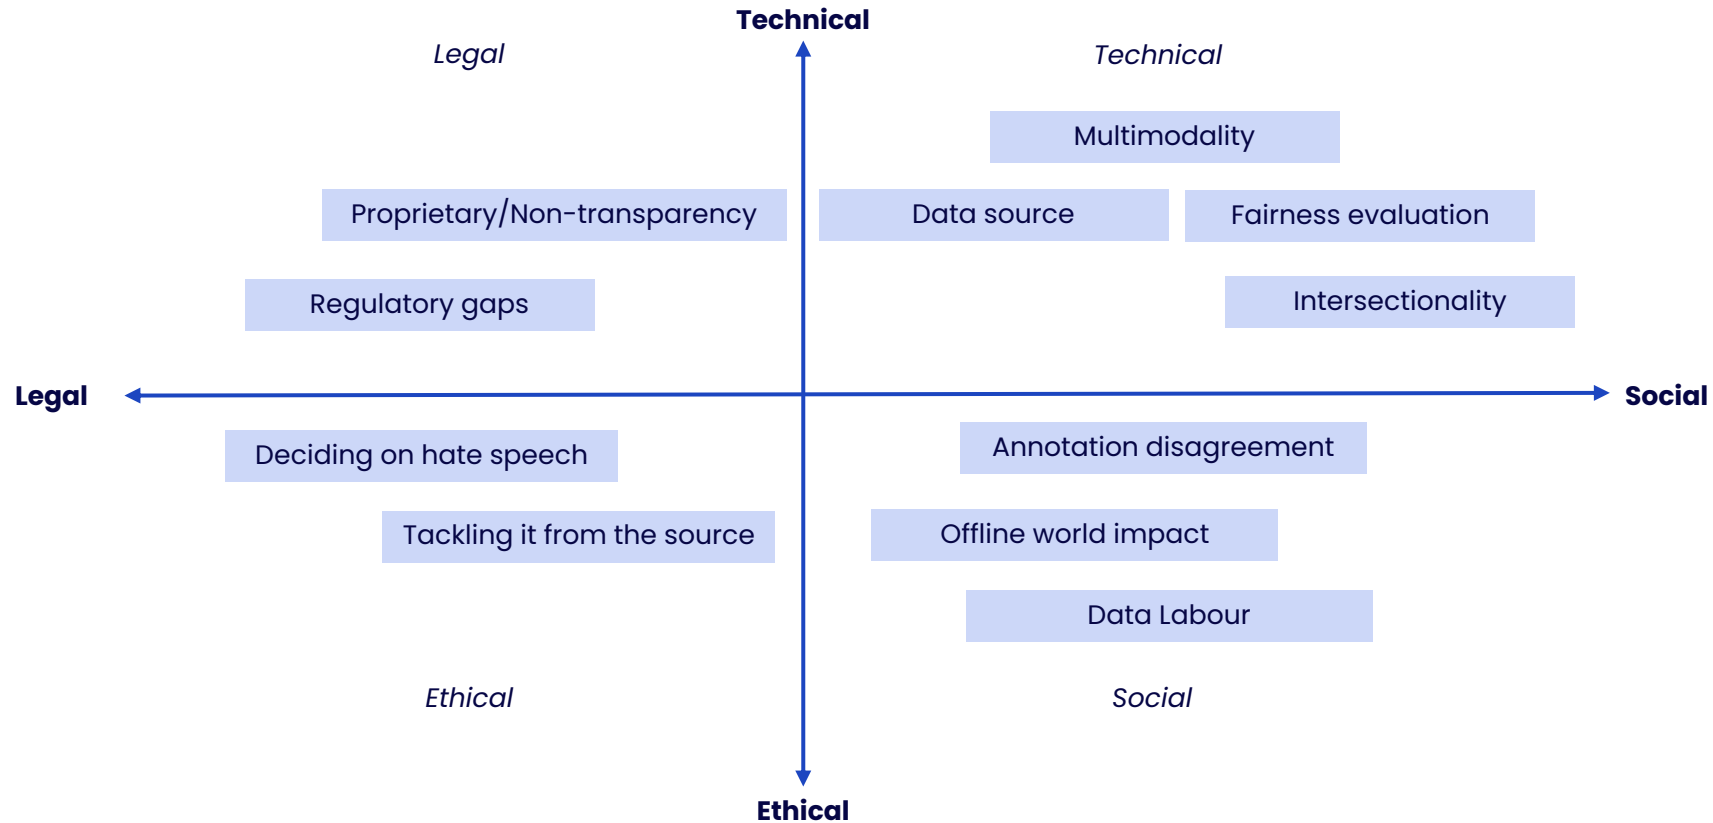 Technical
Legal
Technical
Multimodality
Proprietary/Non-transparency
Data source
Fairness evaluation
Regulatory gaps
Intersectionality
Legal
Social
Deciding on hate speech
Annotation disagreement
Tackling it from the source
Offline world impact
Data Labour
Ethical
Social
Ethical